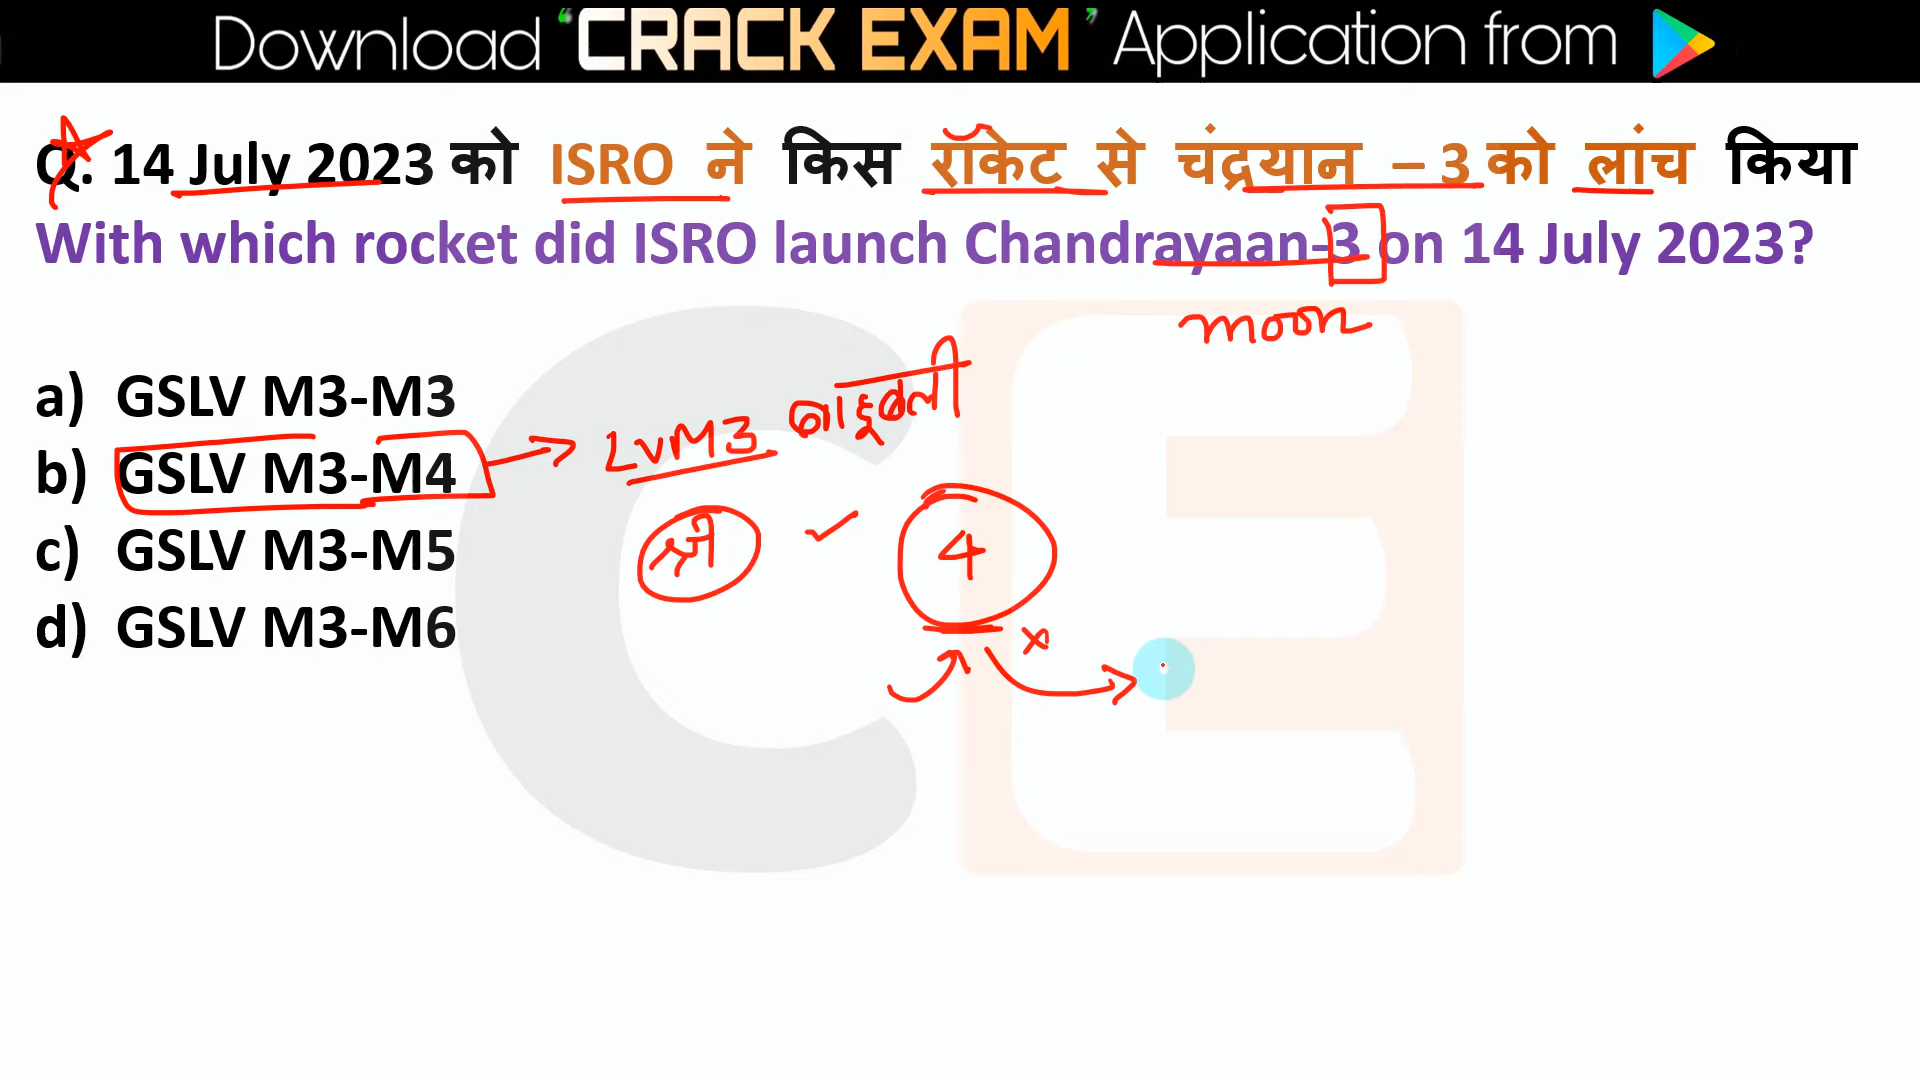 Download ‘CRACK EXAM’ Application from
Q. 14 July 2023 को ISRO ने किस रॉकेट से चंद्रयान – 3 को लांच किया
With which rocket did ISRO launch Chandrayaan-3 on 14 July 2023?
moon
a) GSLV M3-M3
b) GSLV M3-M4
LVM3 बाहुबली
c) GSLV M3-M5
श्री
4
d) GSLV M3-M6
CE